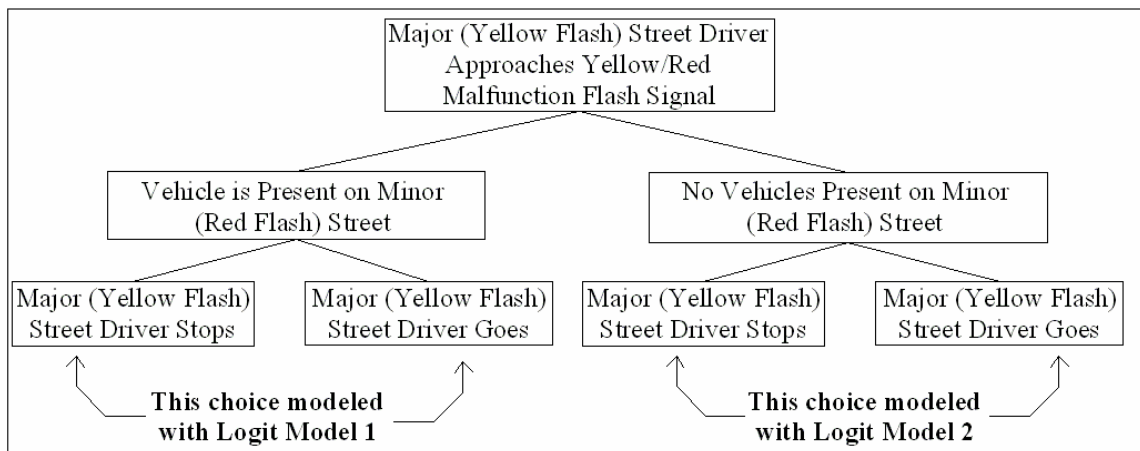 Major (Yellow Flash) Street Driver
Approaches Yellow/Red
Malfunction Flash Signal
Vehicle is Present on Minor
(Red Flash) Street
No Vehicles Present on Minor
(Red Flash) Street
Major (Yellow Flash)
Street Driver Stops
Major (Yellow Flash)
Street Driver Goes
Major (Yellow Flash)
Street Driver Stops
Major (Yellow Flash)
Street Driver Goes
This choice modeled
with Logit Model 1
This choice modeled
with Logit Model 2